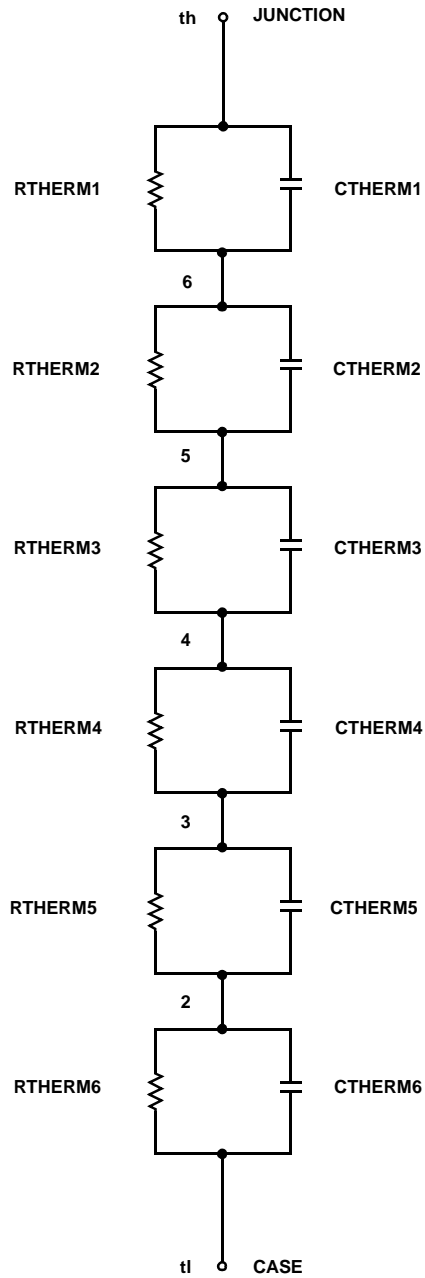 th JUNCTION
RTHERM1 CTHERM1
6
RTHERM2 CTHERM2
5
RTHERM3 CTHERM3
4
RTHERM4 CTHERM4
3
RTHERM5 CTHERM5
2
RTHERM6 CTHERM6
tl CASE